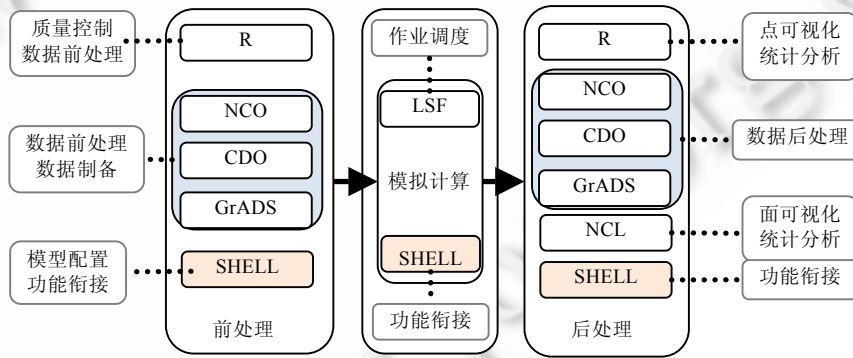 质量控制
数据前处理
R
数据前处理
数据制备
NCO
CDO
GrADS
模型配置
功能衔接
SHELL
前处理
作业调度
LSF
模拟计算
SHELL
功能衔接
R
点可视化
统计分析
NCO
CDO
GrADS
数据后处理
NCL
面可视化
统计分析
SHELL
功能衔接
后处理